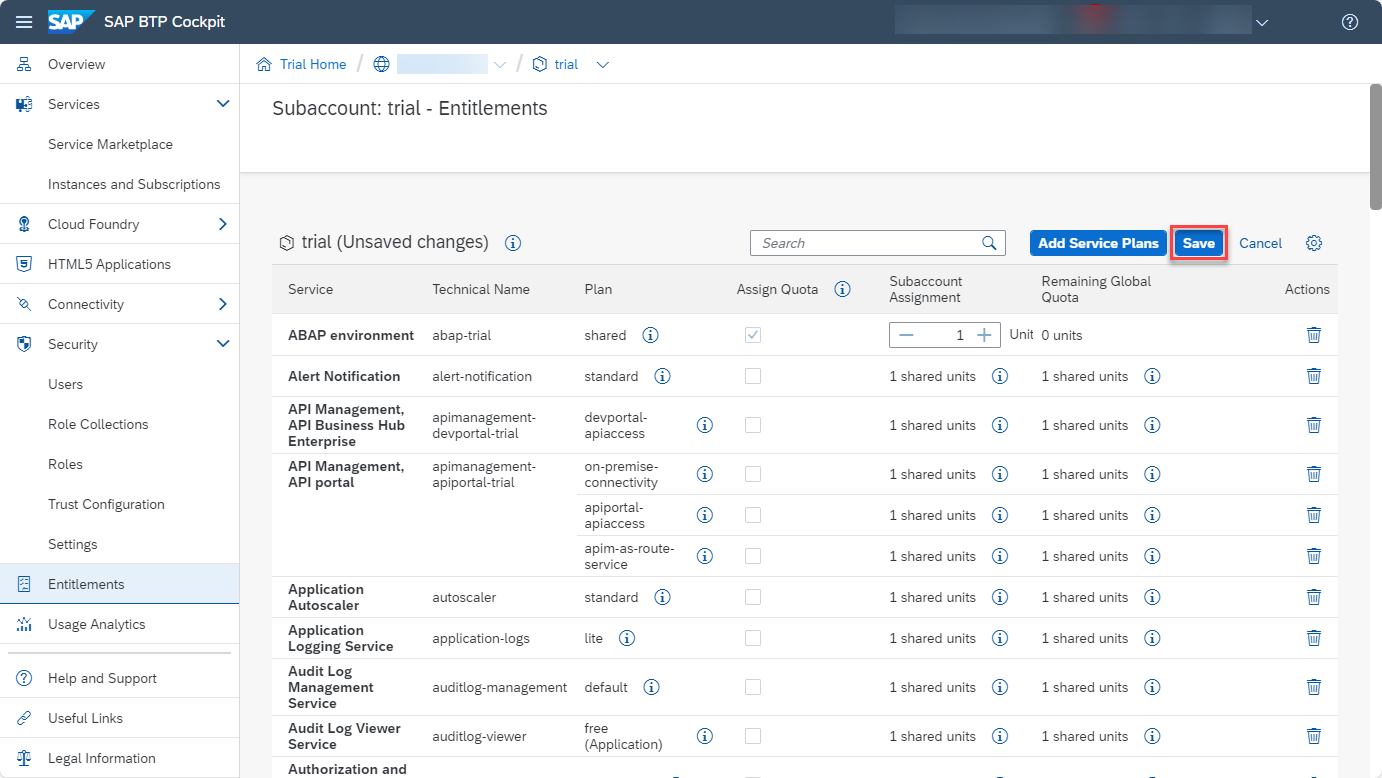 SAP SAP BTP Cockpit
Overview
Services
Service Marketplace
Instances and Subscriptions
Cloud Foundry
HTML5 Applications
Connectivity
Security
Users
Role Collections
Roles
Trust Configuration
Settings
Entitlements
Usage Analytics
Help and Support
Useful Links
Legal Information
Trial Home / / trial
Subaccount: trial - Entitlements
trial (Unsaved changes)
Search
Add Service Plans
Save
Cancel
Service
Technical Name
Plan
Assign Quota
Subaccount
Assignment
Remaining Global
Quota
Actions
ABAP environment
abap-trial
shared
1
Unit
0 units
Alert Notification
alert-notification
standard
1 shared units
1 shared units
API Management,
API Business Hub
Enterprise
apimanagement-
devportal-trial
devportal-
apiaccess
1 shared units
1 shared units
API Management,
API portal
apimanagement-
apiportal-trial
on-premise-
connectivity
1 shared units
1 shared units
apiportal-
apiaccess
1 shared units
1 shared units
apim-as-route-
service
1 shared units
1 shared units
Application
Autoscaler
autoscaler
standard
1 shared units
1 shared units
Application
Logging Service
application-logs
lite
1 shared units
1 shared units
Audit Log
Management
Service
auditlog-management
default
1 shared units
1 shared units
Audit Log Viewer
Service
auditlog-viewer
free
(Application)
1 shared units
1 shared units
Authorization and